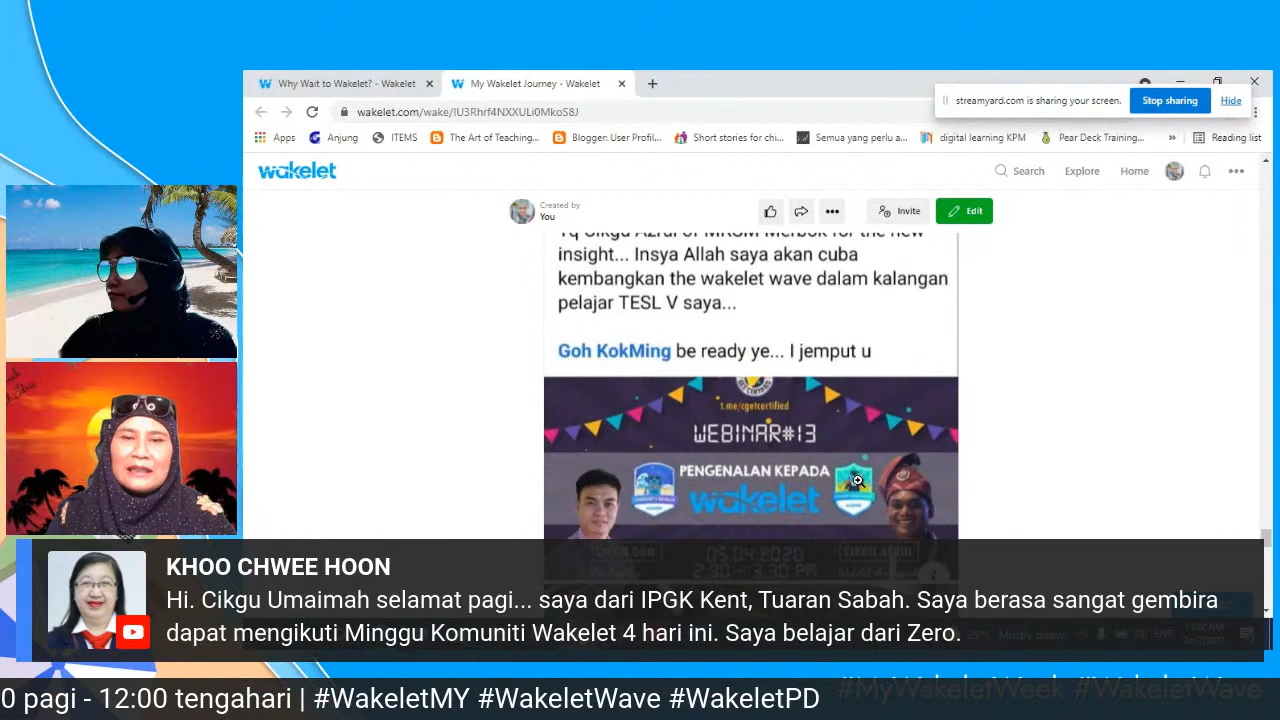 Why Wait to Wakelet? - Wakelet
My Wakelet Journey - Wakelet
streamyard.com is sharing your screen.
Stop sharing
Hide
wakelet.com/wake/
Apps
Anjung
ITEMS
The Art of Teaching...
Blogger: User Profil...
Short stories for chi...
Semua yang perlu a...
digital learning KPM
Pear Deck Training...
»
Reading list
wakelet
Search
Explore
Home
Created by
You
Invite
Edit
Tq Cikgu Azrul of MRSM Merbok for the new
insight... Insya Allah saya akan cuba
kembangkan the wakelet wave dalam kalangan
pelajar TESL V saya...
Goh KokMing be ready ye... I jemput u
t.me/cgetcertified
WEBINAR#13
PENGENALAN KEPADA
wakelet
05.04.2020
2.30 - 3.30 PM
KHOO CHWEE HOON
Hi. Cikgu Umaimah selamat pagi... saya dari IPGK Kent, Tuaran Sabah. Saya berasa sangat gembira
dapat mengikuti Minggu Komuniti Wakelet 4 hari ini. Saya belajar dari Zero.
0 pagi - 12:00 tengahari | #WakeletMY #WakeletWave #WakeletPD
#MyWakeletWeek #WakeletWave